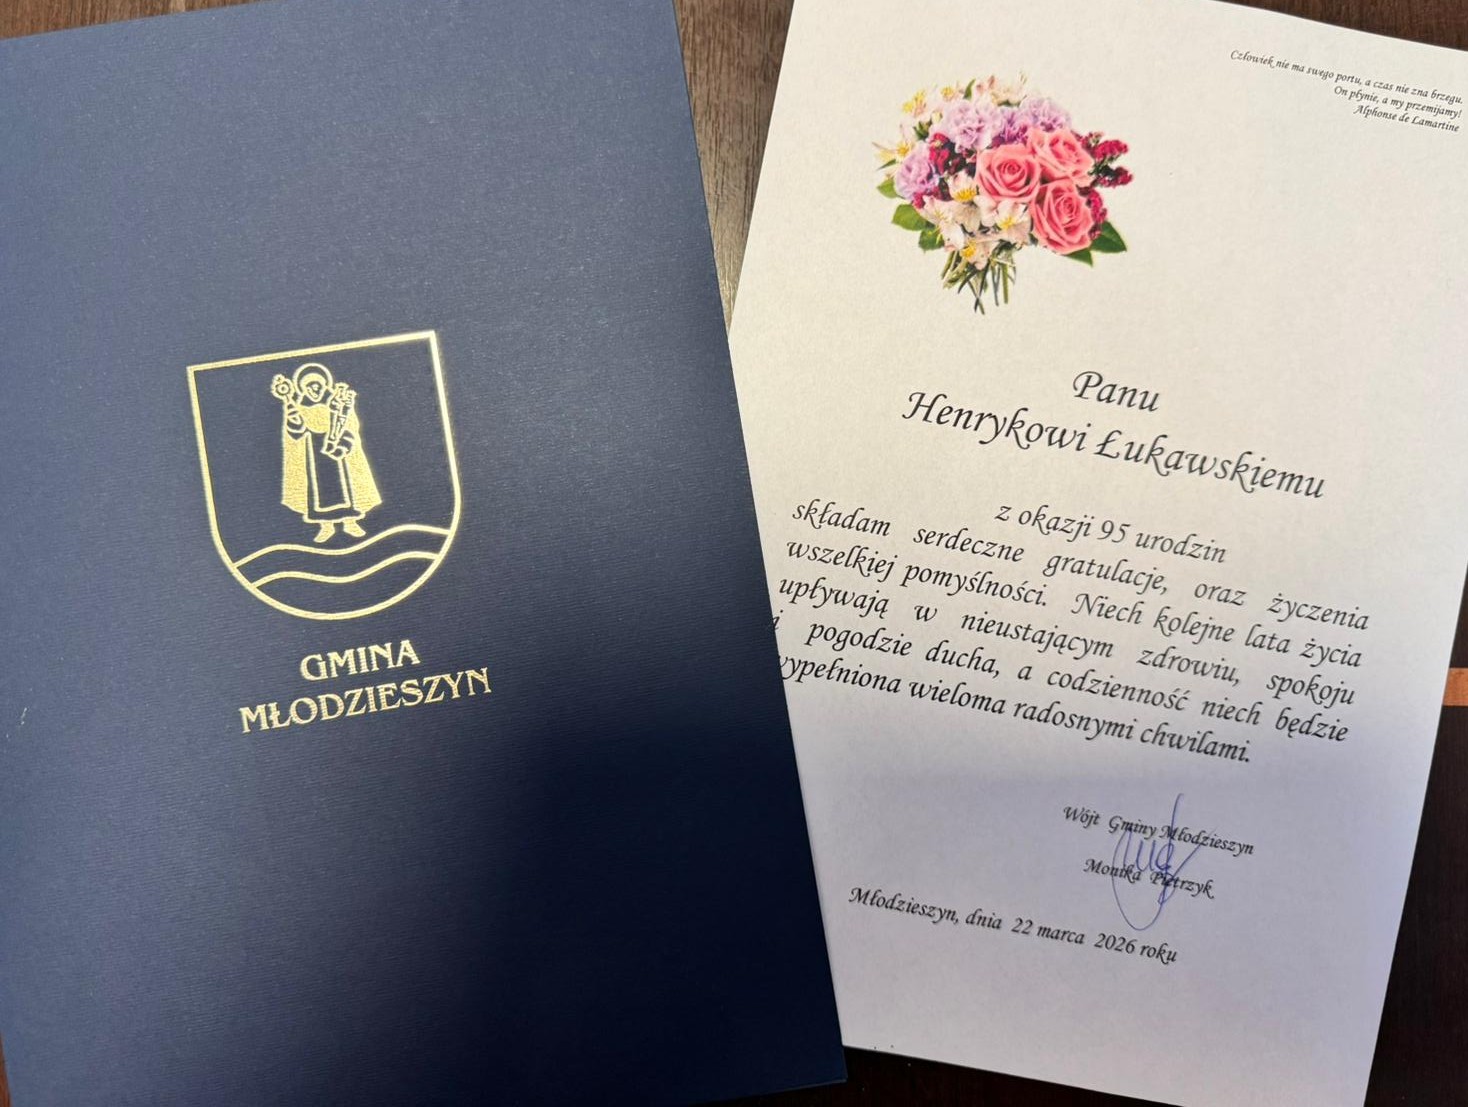 GMINA
MŁODZIESZYN
Człowiek nie ma swego portu, a czas nie zna brzegu.
On płynie, a my przemijamy!
Alphonse de Lamartine
Panu
Henrykowi Łukawskiemu
z okazji 95 urodzin
składam serdeczne gratulacje, oraz życzenia
wszelkiej pomyślności. Niech kolejne lata życia
upływają w nieustającym zdrowiu, spokoju
i pogodzie ducha, a codzienność niech będzie
wypełniona wieloma radosnymi chwilami.
Wójt Gminy Młodzieszyn
Monika Pietrzyk
Młodzieszyn, dnia 22 marca 2026 roku